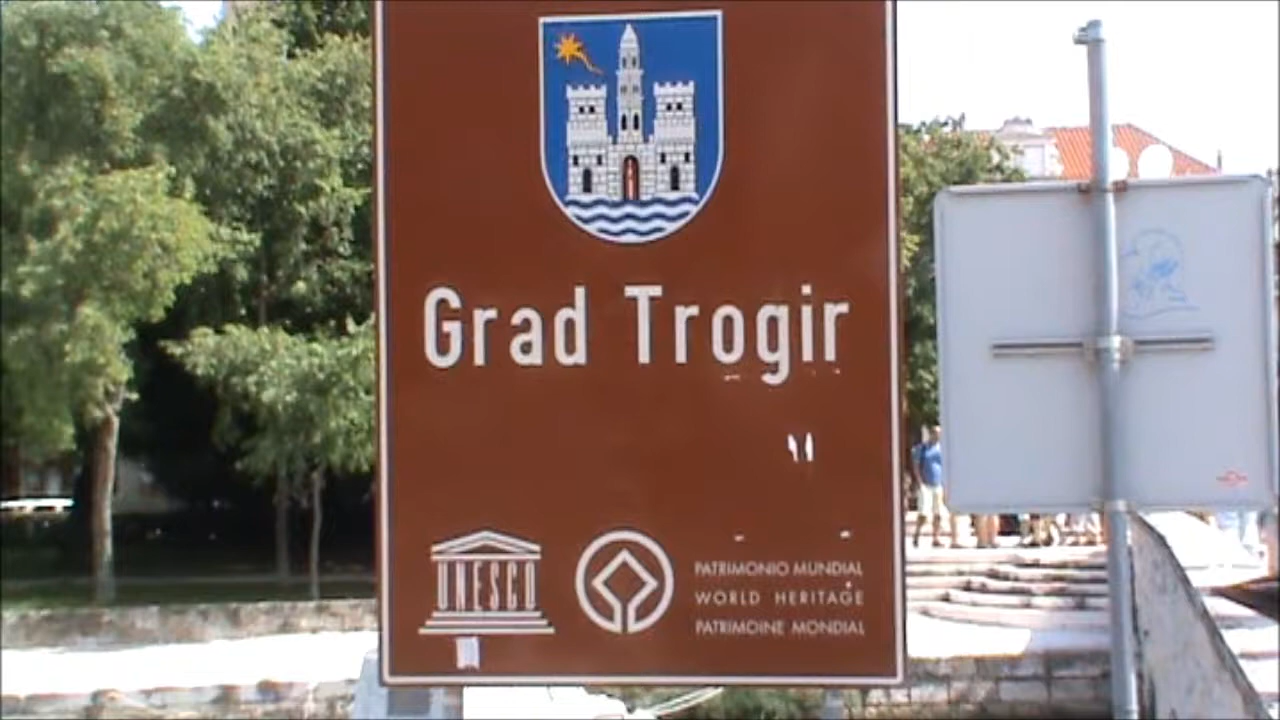 Grad Trogir
UNESCO
PATRIMONIO MUNDIAL
WORLD HERITAGE
PATRIMOINE MONDIAL